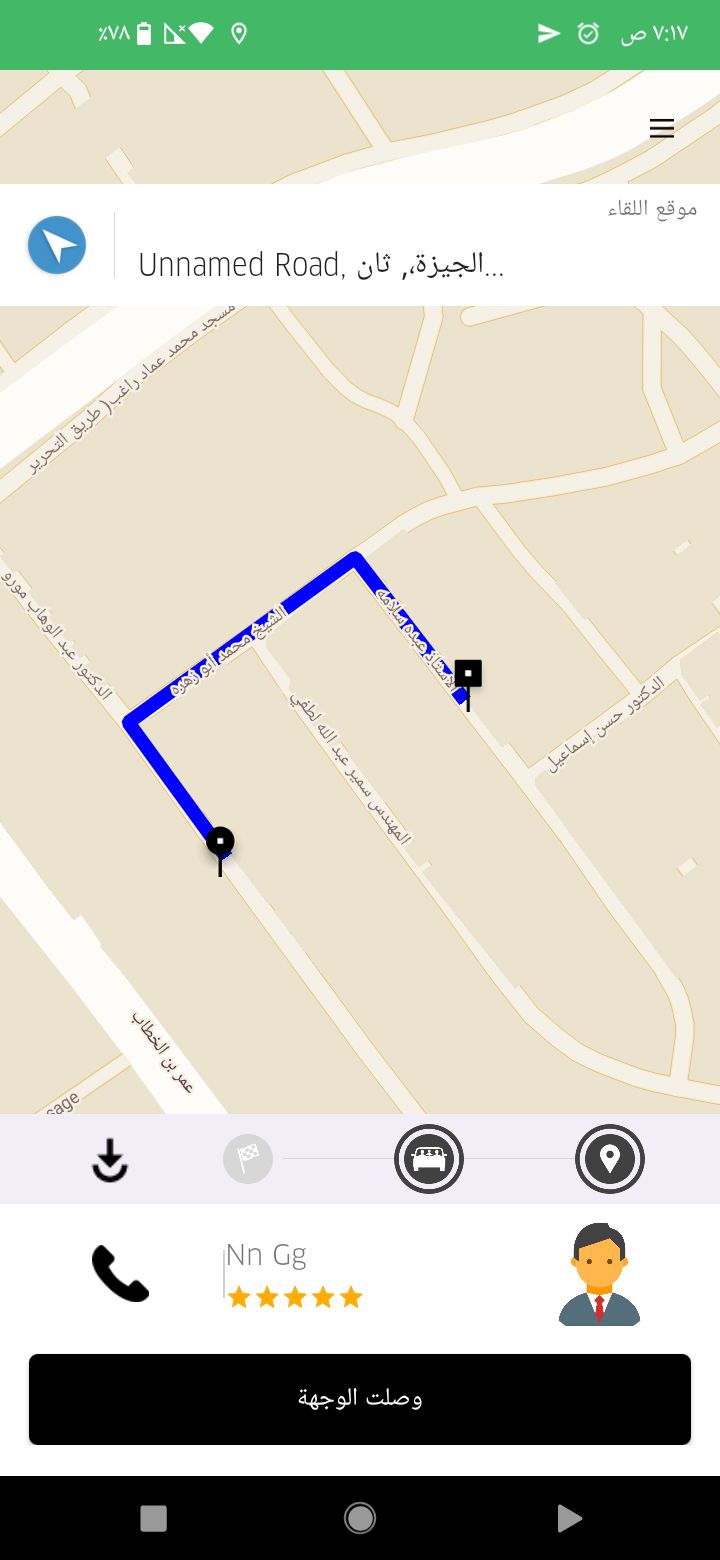 ٧:١٧ ص
٪٧٨
موقع اللقاء
Unnamed Road, الجيزة,، ثان...
مسجد محمد عماد راغب( طريق التحرير
الدكتور عبد الوهاب مورو
الشيخ محمد أبو زهره
الاستاذ عبده سلامه
الدكتور حسن إسماعيل
المهندس سمير عبد الله لطفي
عمر بن الخطاب
sage
Nn Gg
وصلت الوجهة